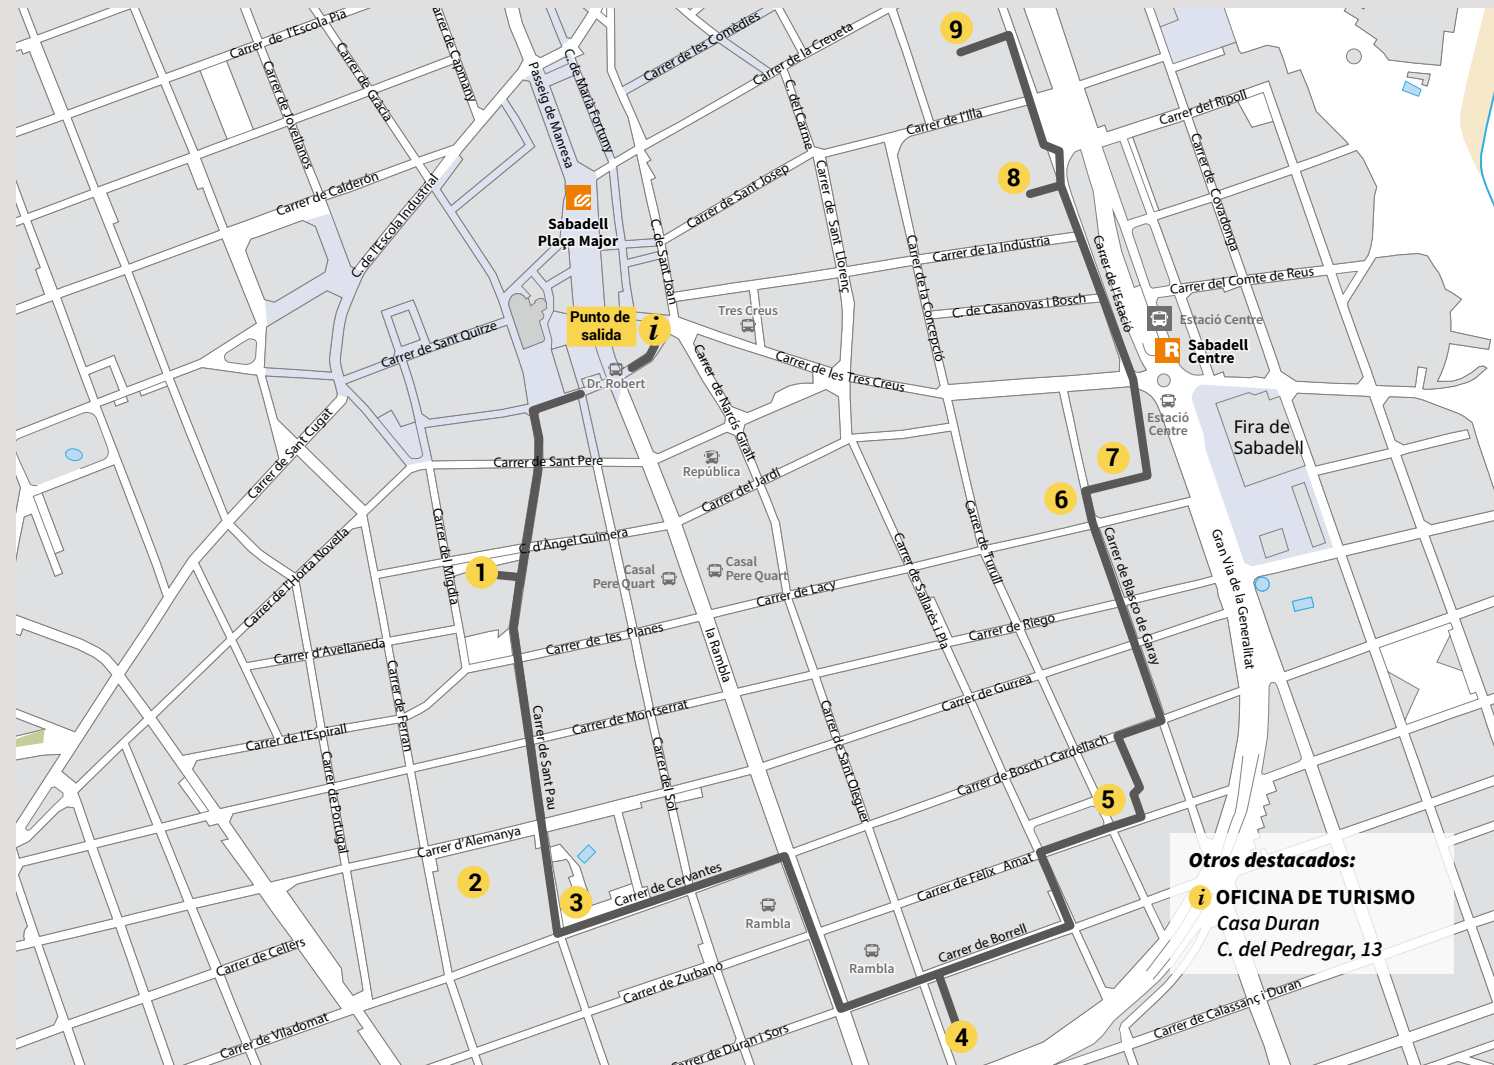 Carrer de l'Escola Pia
Carrer de Gràcia
Carrer de Capmany
Carrer de Jovellanos
Carrer de Calderón
C. de l'Escola Industrial
Passeig de Manresa
C. de Marià Fortuny
Carrer de les Comèdies
Carrer de la Creueta
C. del Carme
Carrer de l'Illa
9
8
Carrer del Ripoll
Carrer de Covadonga
Sabadell
Plaça Major
Carrer de Sant Josep
C. de Sant Joan
Carrer de Sant Llorenç
Carrer de la Indústria
Carrer de la Concepció
C. de Casanovas i Bosch
Carrer de l'Estació
Carrer del Comte de Reus
Estació Centre
R
Sabadell
Centre
Punto de
salida
i
Tres Creus
Dr. Robert
Carrer de Sant Quirze
Carrer de les Tres Creus
Carrer de Narcís Giralt
Estació
Centre
Fira de
Sabadell
Carrer de Sant Cugat
Carrer de Sant Pere
República
Carrer del Jardí
7
6
Carrer de l'Horta Novella
Carrer del Migdia
C. d'Àngel Guimerà
1
Casal
Pere Quart
Casal
Pere Quart
Carrer de Lacy
Carrer de Sallarès i Pla
Carrer de Turull
Carrer de Blasco de Garay
Gran Via de la Generalitat
Carrer d'Avellaneda
Carrer de les Planes
la Rambla
Carrer de Riego
Carrer de Ferran
Carrer de l'Espirall
Carrer de Montserrat
Carrer de Gurrea
Carrer de Sant Pau
Carrer del Sol
Carrer de Sant Oleguer
Carrer de Bosch i Cardellach
Carrer de Portugal
Carrer d'Alemanya
5
2
3
Carrer de Cervantes
Carrer de Fèlix Amat
Rambla
Rambla
Carrer de Borrell
Carrer de Cellers
Carrer de Zurbano
Carrer de Viladomat
Carrer de Duran i Sors
4
Carrer de Calassanç i Duran
Otros destacados:
i OFICINA DE TURISMO
Casa Duran
C. del Pedregar, 13